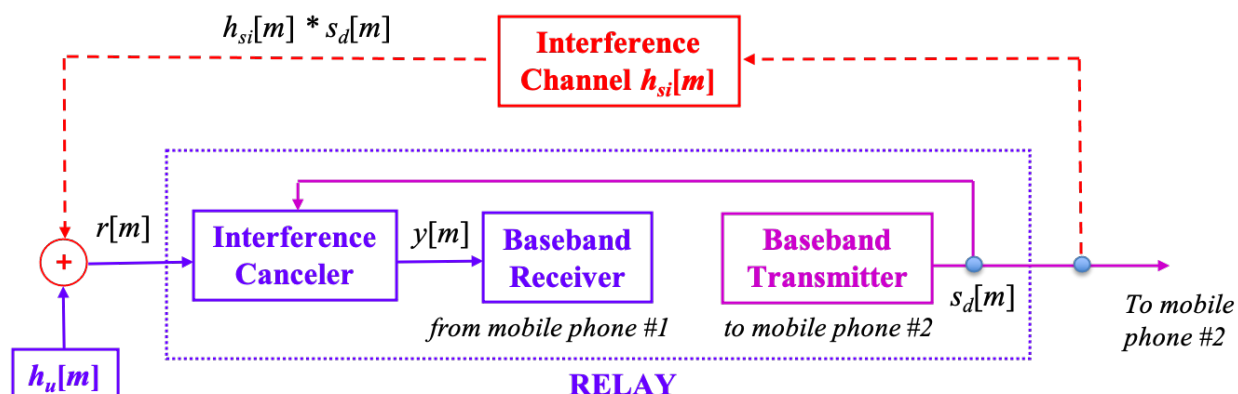 h_si[m] * s_d[m]
Interference
Channel h_si[m]
r[m]
Interference
Canceler
y[m]
Baseband
Receiver
Baseband
Transmitter
s_d[m]
+
from mobile phone #1
to mobile phone #2
To mobile
phone #2
h_u[m]
RELAY